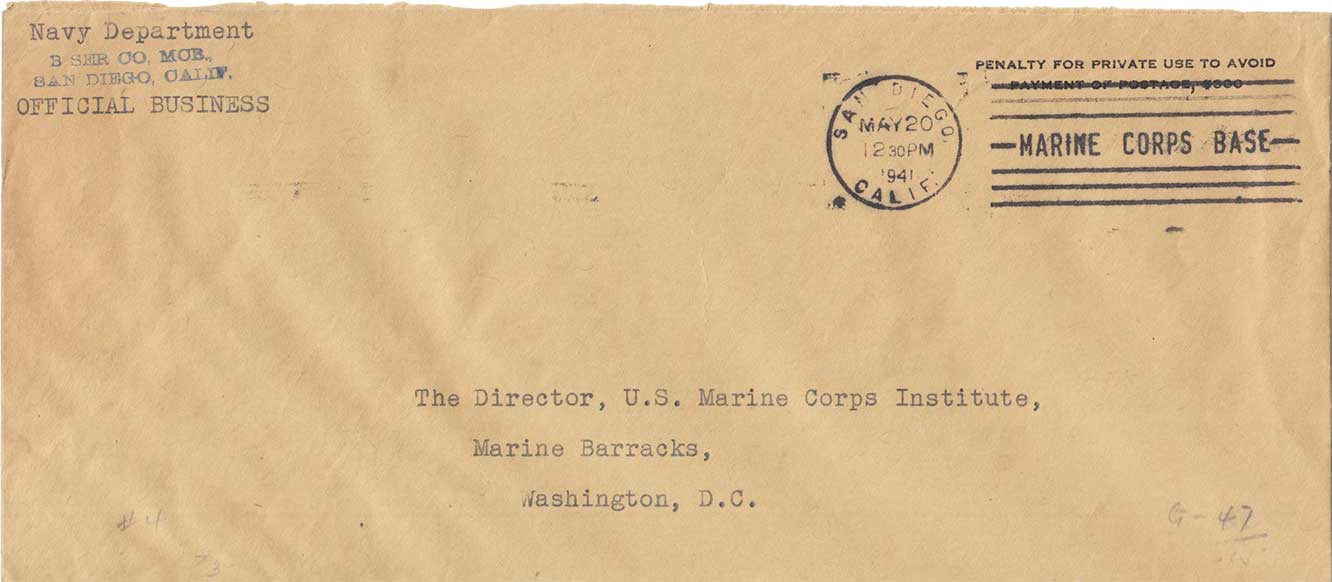 Navy Department
B SER CO, MCB.,
SAN DIEGO, CALIF.
OFFICIAL BUSINESS
PENALTY FOR PRIVATE USE TO AVOID
PAYMENT OF POSTAGE, $300
SAN DIEGO,
MAY 20
12 30 PM
1941
CALIF.
MARINE CORPS BASE
The Director, U.S. Marine Corps Institute,
Marine Barracks,
Washington, D.C.
#4
G-47
73